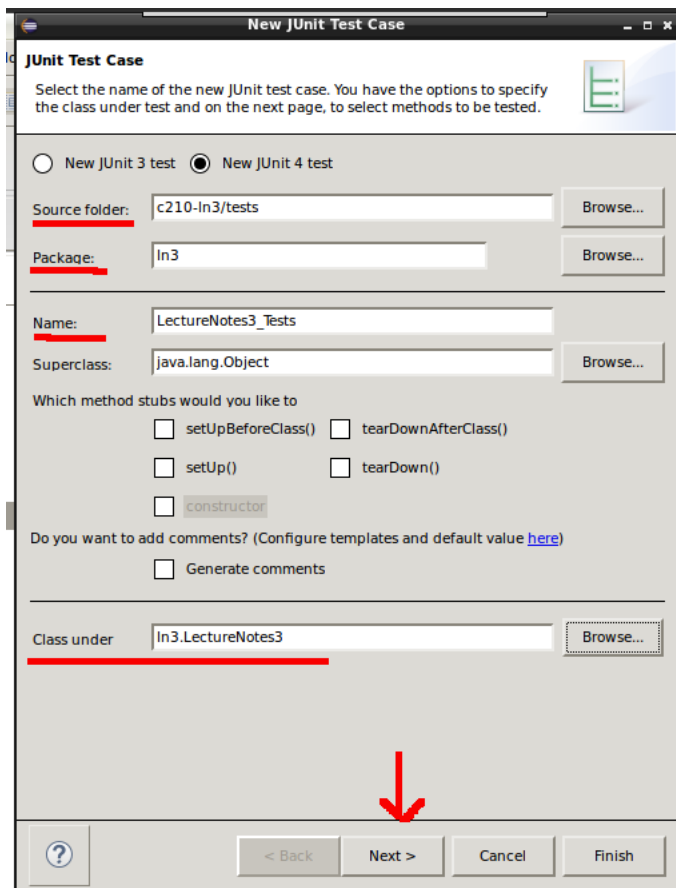 New JUnit Test Case
JUnit Test Case
Select the name of the new JUnit test case. You have the options to specify
the class under test and on the next page, to select methods to be tested.
New JUnit 3 test New JUnit 4 test
Source folder: c210-ln3/tests Browse...
Package: ln3 Browse...
Name: LectureNotes3_Tests
Superclass: java.lang.Object Browse...
Which method stubs would you like to
setUpBeforeClass() tearDownAfterClass()
setUp() tearDown()
constructor
Do you want to add comments? (Configure templates and default value here)
Generate comments
Class under ln3.LectureNotes3 Browse...
? < Back Next > Cancel Finish